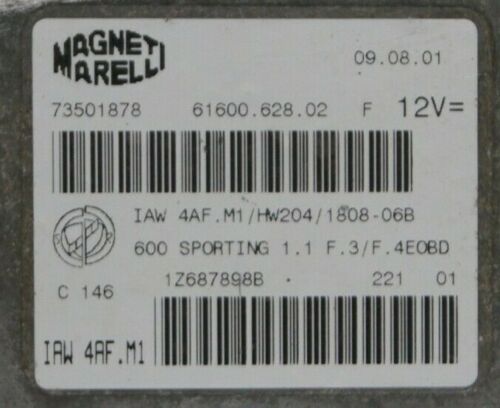 MAGNETI
MARELLI
09.08.01
73501878 61600.628.02 F 12V=
IAW 4AF.M1/HW204/1808-06B
600 SPORTING 1.1 F.3/F.4EOBD
C 146
1Z687898B . 221 01
IAW 4AF.M1